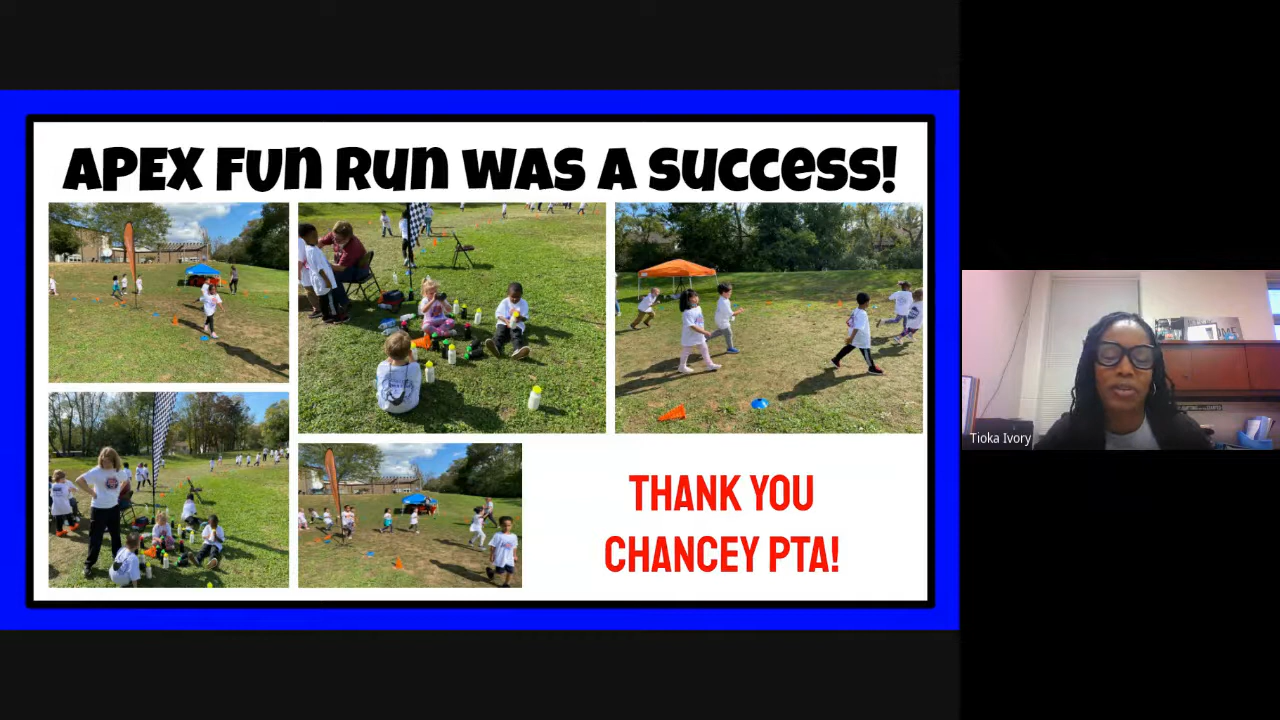 APEX FUN RUN WAS A SUCCESS!
THANK YOU
CHANCEY PTA!
Tioka Ivory